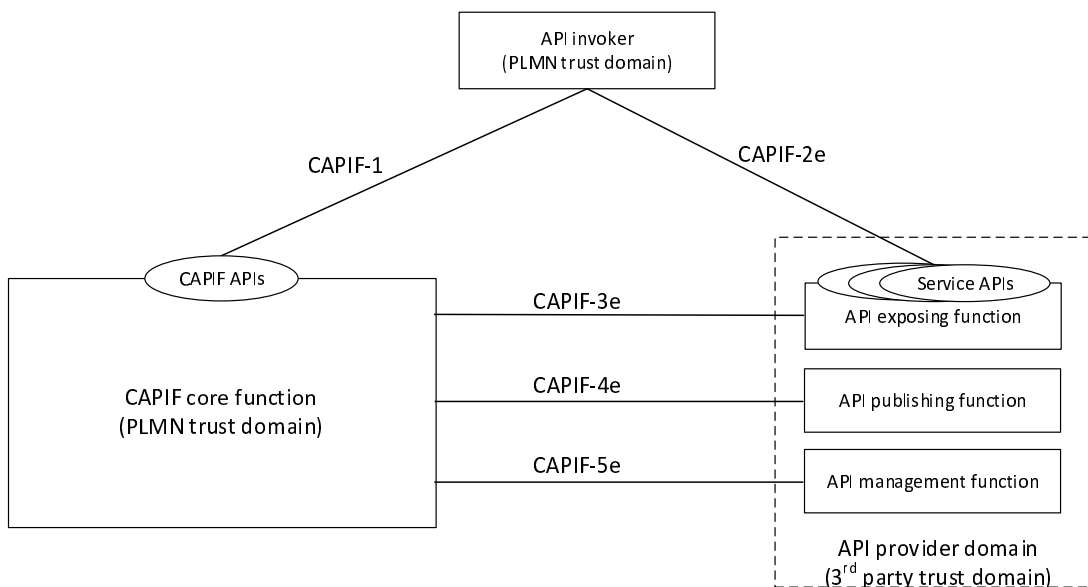 API invoker
(PLMN trust domain)
CAPIF-1
CAPIF-2e
CAPIF APIs
Service APIs
API exposing function
CAPIF-3e
CAPIF core function
(PLMN trust domain)
CAPIF-4e
API publishing function
CAPIF-5e
API management function
API provider domain
(3rd party trust domain)